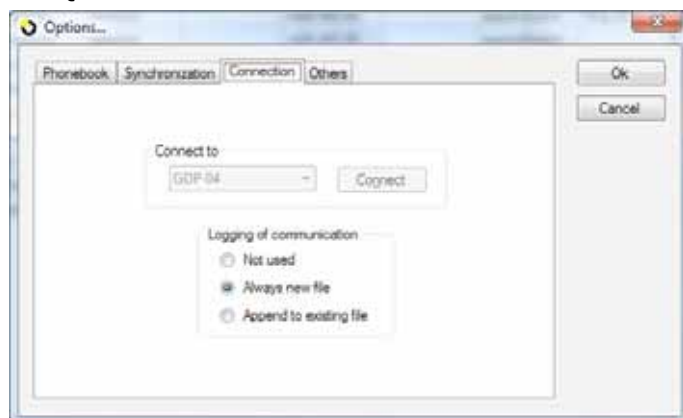 Options...
Phonebook Synchronization Connection Others
Ok
Cancel
Connect to
GDP-04 Connect
Logging of communication
Not used
Always new file
Append to existing file